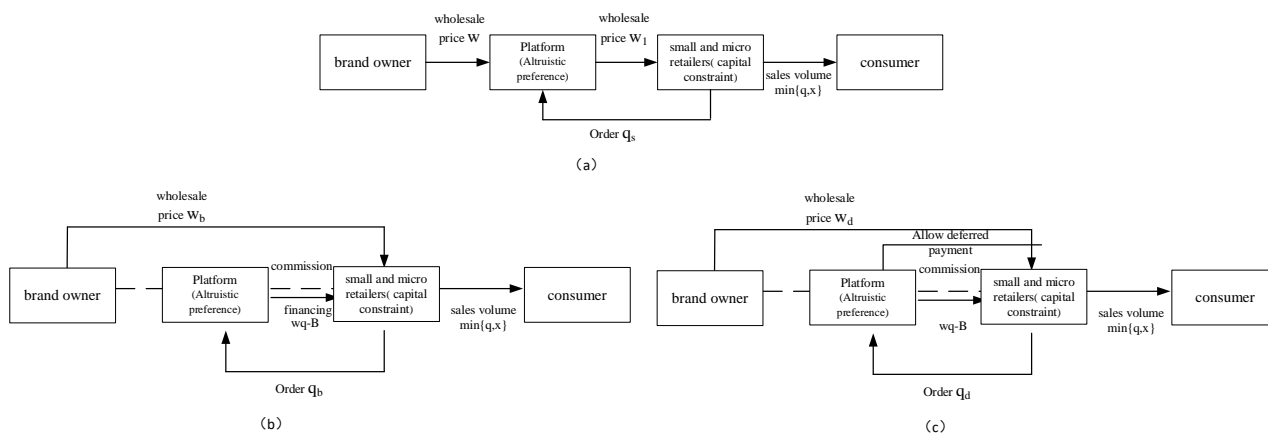 wholesale
price W
wholesale
price W1
brand owner
Platform
(Altruistic
preference)
small and micro
retailers( capital
constraint)
sales volume
min{q,x}
consumer
Order qs
(a)
wholesale
price Wb
brand owner
Platform
(Altruistic
preference)
commission
financing
wq-B
small and micro
retailers( capital
constraint)
sales volume
min{q,x}
consumer
Order qb
(b)
wholesale
price Wd
Allow deferred
payment
brand owner
Platform
(Altruistic
preference)
commission
wq-B
small and micro
retailers( capital
constraint)
sales volume
min{q,x}
consumer
Order qd
(c)